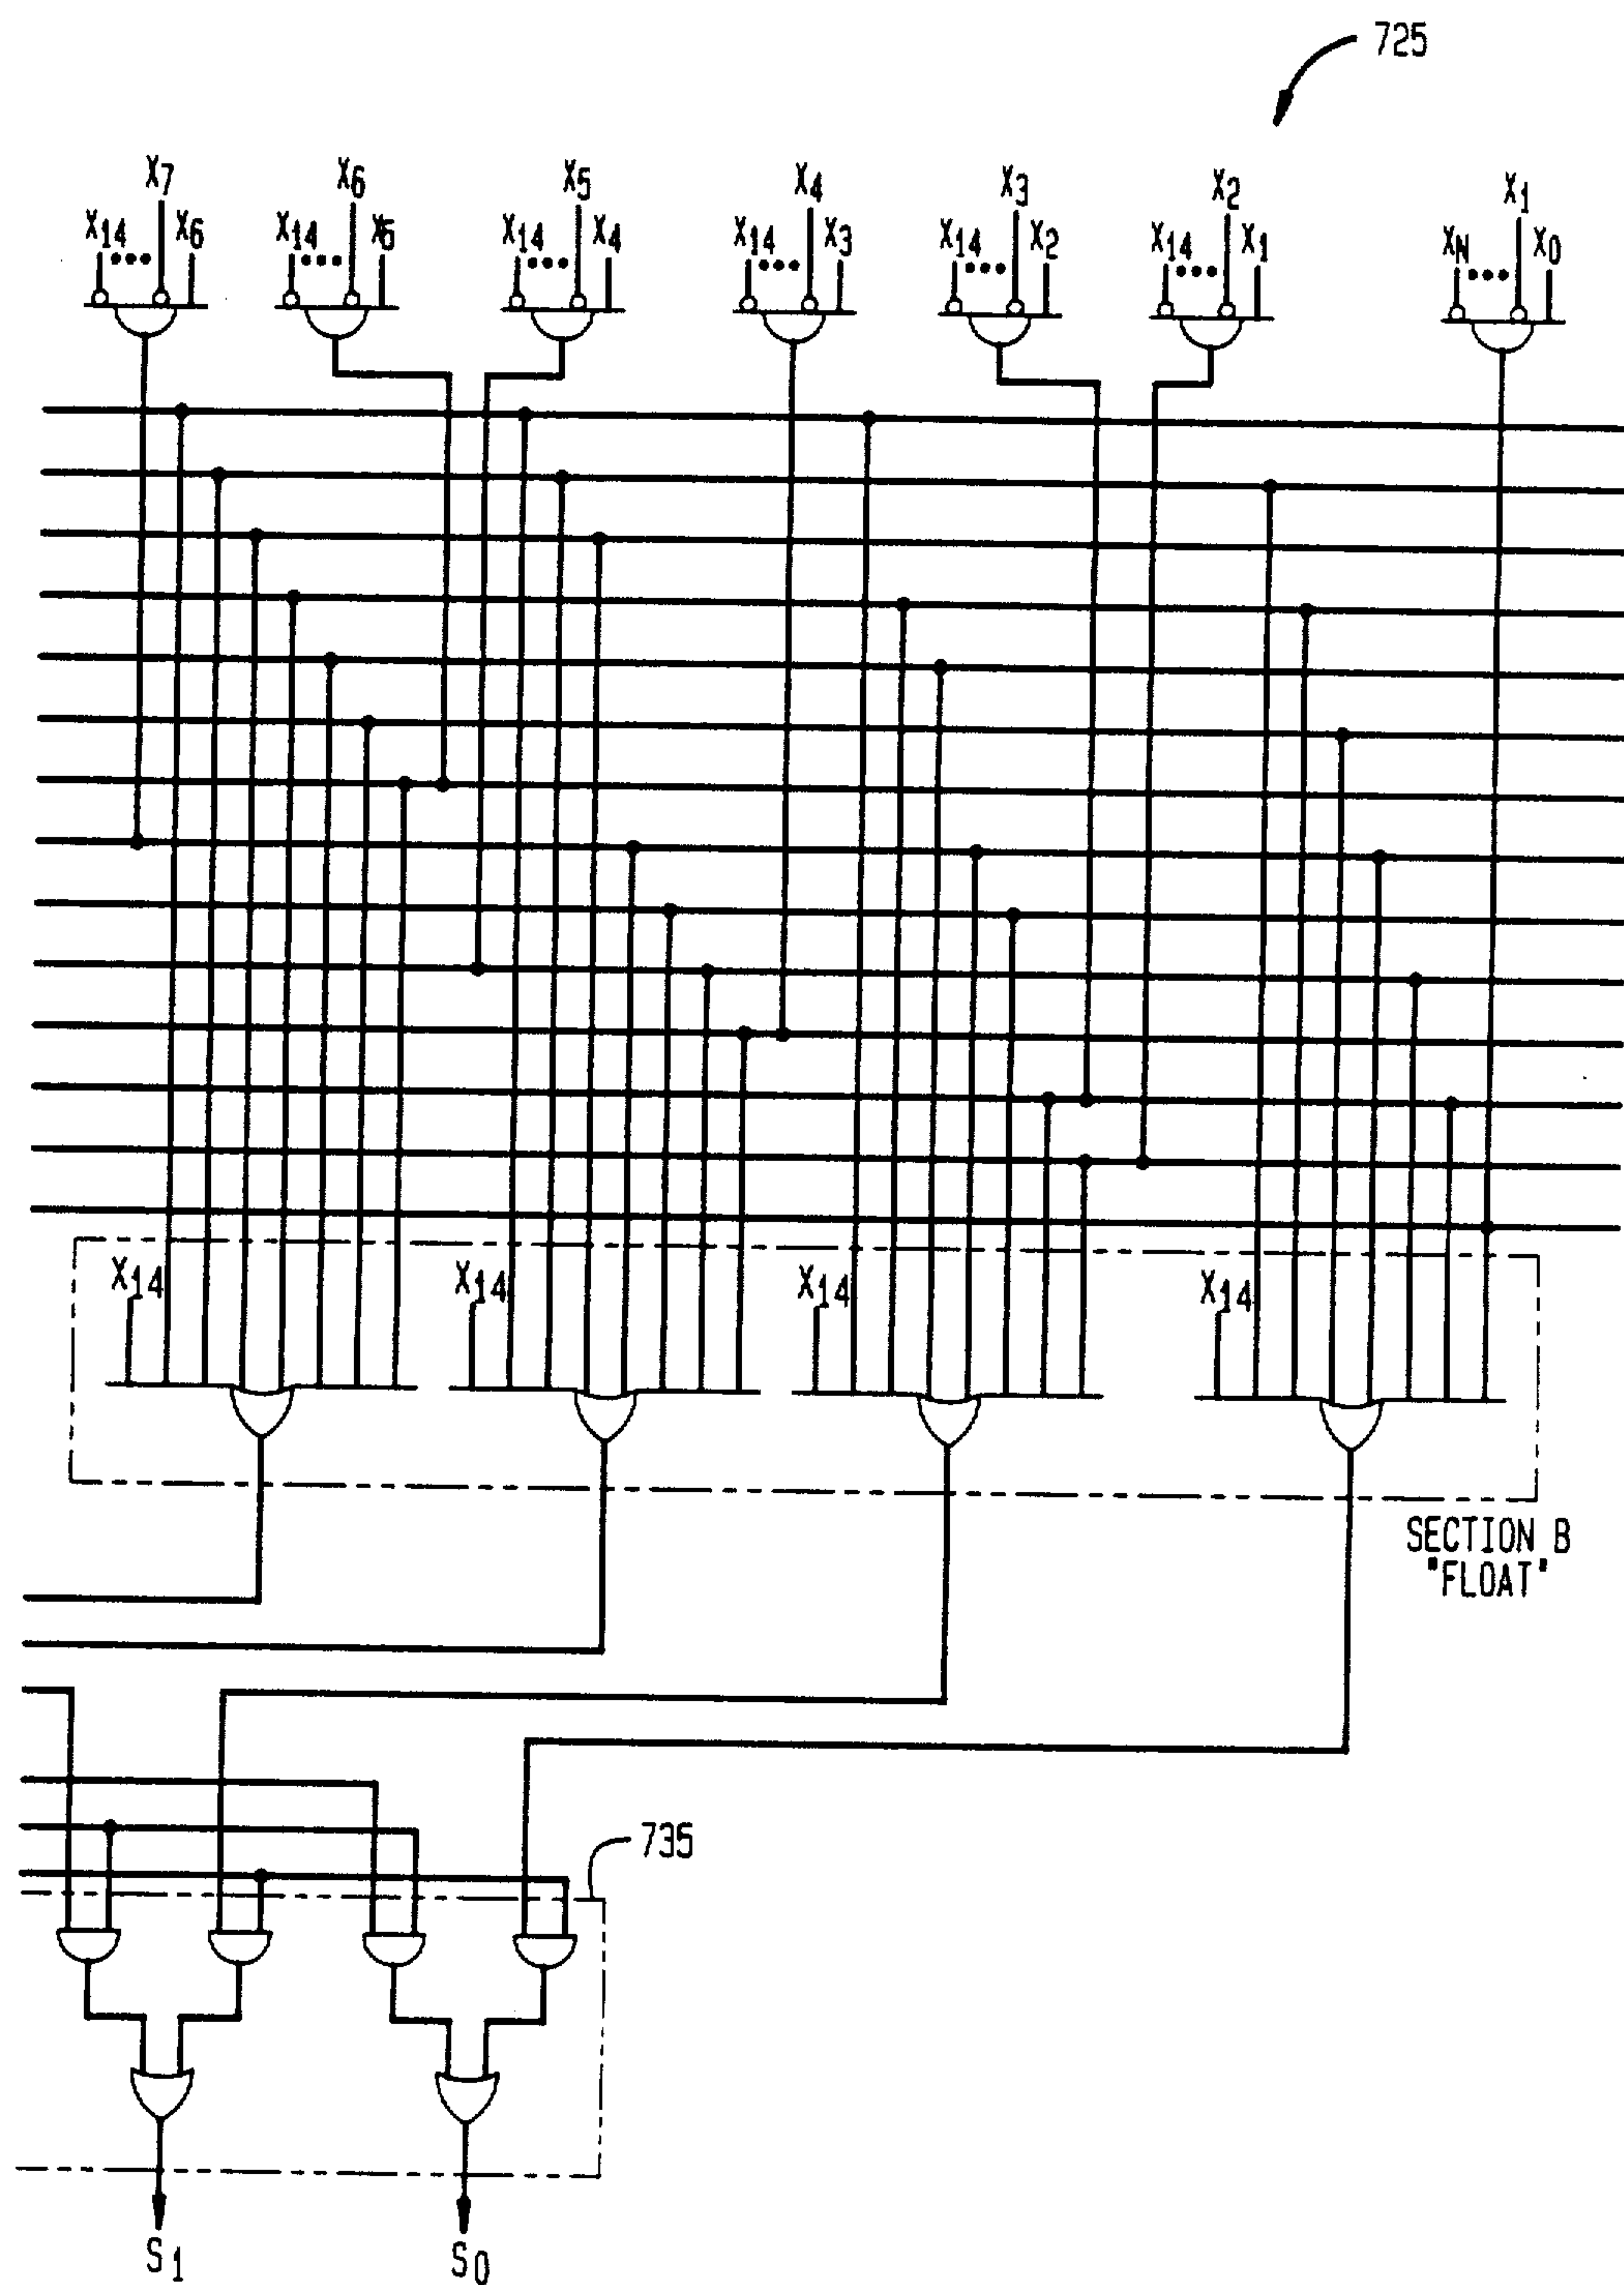 725
X7 X6 X5 X4 X3 X2 X1
X14 ••• X6 X14 ••• X5 X14 ••• X4 X14 ••• X3 X14 ••• X2 X14 ••• X1 XN ••• X0
X14 X14 X14 X14
SECTION B
"FLOAT"
735
S1 S0